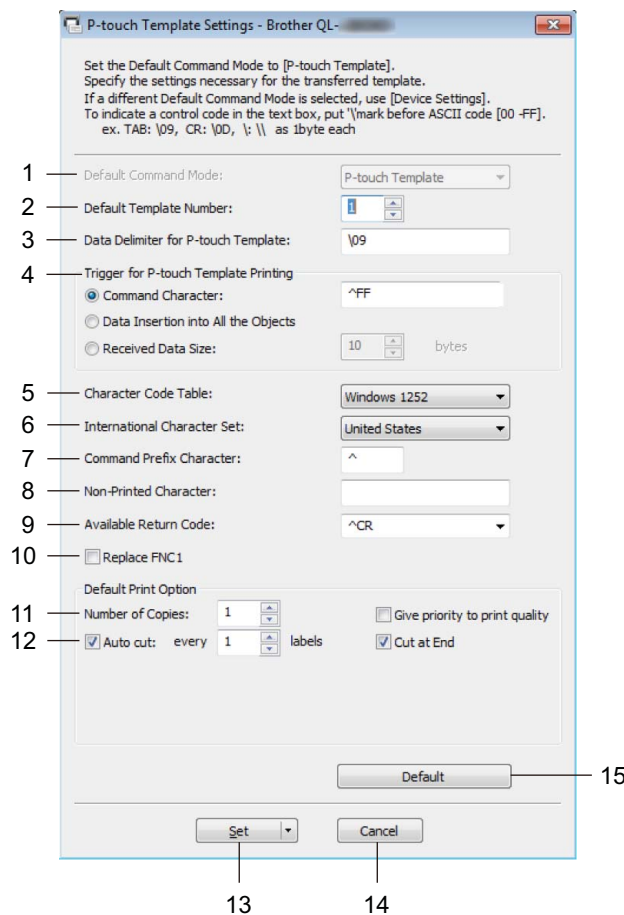 P-touch Template Settings - Brother QL-
Set the Default Command Mode to [P-touch Template].
Specify the settings necessary for the transferred template.
If a different Default Command Mode is selected, use [Device Settings].
To indicate a control code in the text box, put '\'mark before ASCII code [00 -FF].
ex. TAB: \09, CR: \0D, \: \\ as 1byte each
1 Default Command Mode: P-touch Template
2 Default Template Number: 1
3 Data Delimiter for P-touch Template: \09
4 Trigger for P-touch Template Printing
Command Character: ^FF
Data Insertion into All the Objects
Received Data Size: 10 bytes
5 Character Code Table: Windows 1252
6 International Character Set: United States
7 Command Prefix Character: ^
8 Non-Printed Character:
9 Available Return Code: ^CR
10 Replace FNC1
Default Print Option
11 Number of Copies: 1 Give priority to print quality
12 Auto cut: every 1 labels Cut at End
Default 15
Set Cancel
13 14